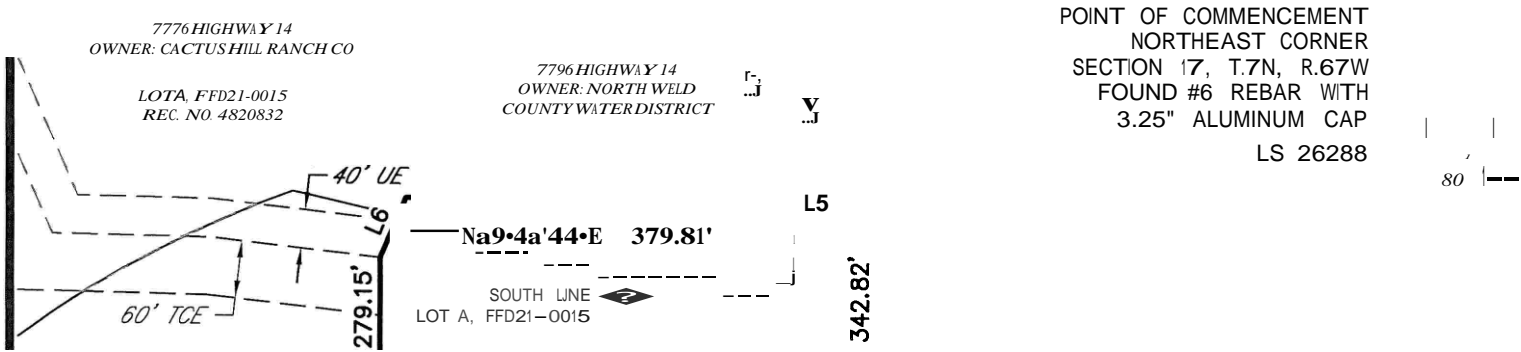 7776 HIGHWAY 14
OWNER: CACTUS HILL RANCH CO
LOT A, FFD21-0015
REC. NO. 4820832
7796 HIGHWAY 14
OWNER: NORTH WELD
COUNTY WATER DISTRICT
POINT OF COMMENCEMENT
NORTHEAST CORNER
SECTION 17, T.7N, R.67W
FOUND #6 REBAR WITH
3.25" ALUMINUM CAP
LS 26288
80'
40' UE
L6
L5
Na9•4a'44•E 379.81'
SOUTH LINE
LOT A, FFD21-0015
60' TCE
279.15'
342.82'